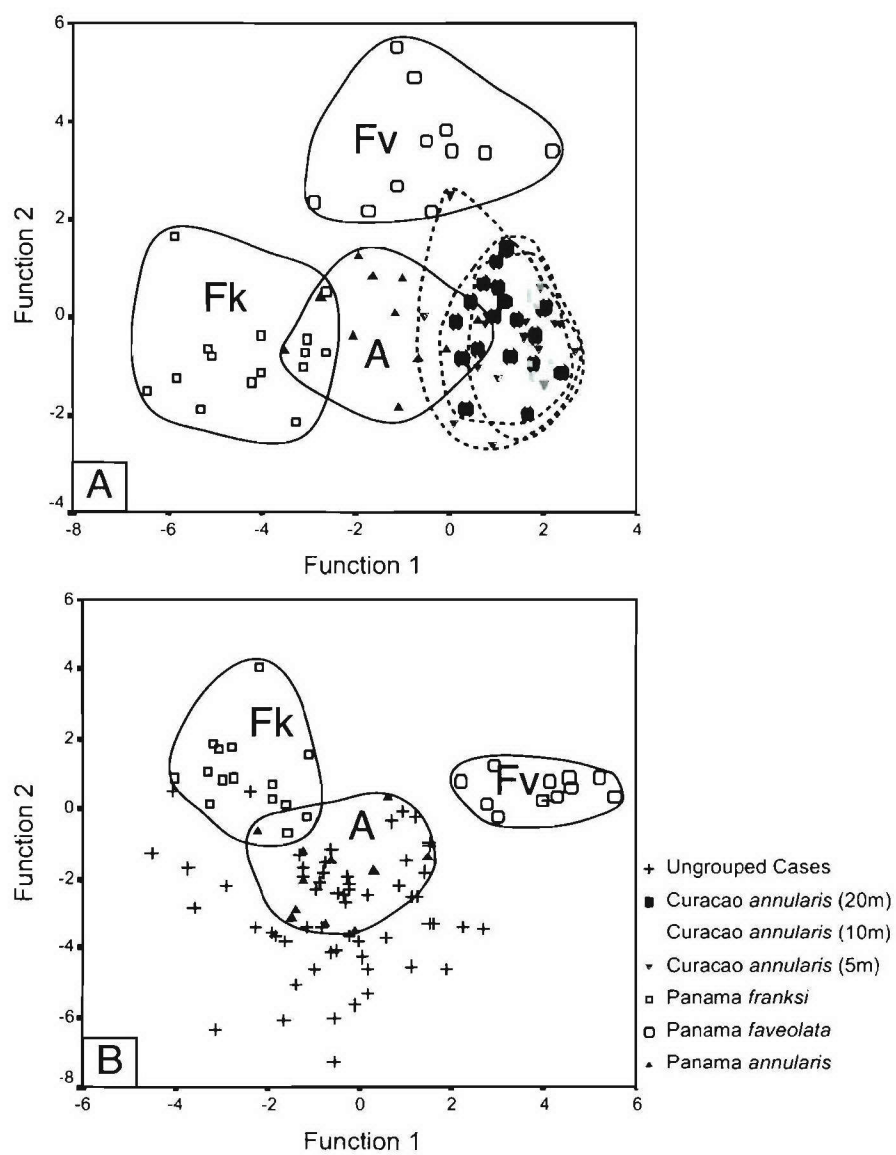 6
4
2
0
-2
-4
Function 2
Fv
Fk
A
A
-8
-6
-4
-2
0
2
4
Function 1
6
4
2
0
-2
-4
-6
-8
Function 2
Fk
A
Fv
B
-6
-4
-2
0
2
4
6
Function 1
Ungrouped Cases
Curacao annularis (20m)
Curacao annularis (10m)
Curacao annularis (5m)
Panama franksi
Panama faveolata
Panama annularis